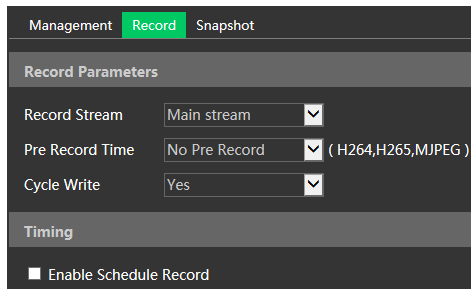 Management Record Snapshot
Record Parameters
Record Stream Main stream
Pre Record Time No Pre Record ( H264,H265,MJPEG )
Cycle Write Yes
Timing
Enable Schedule Record